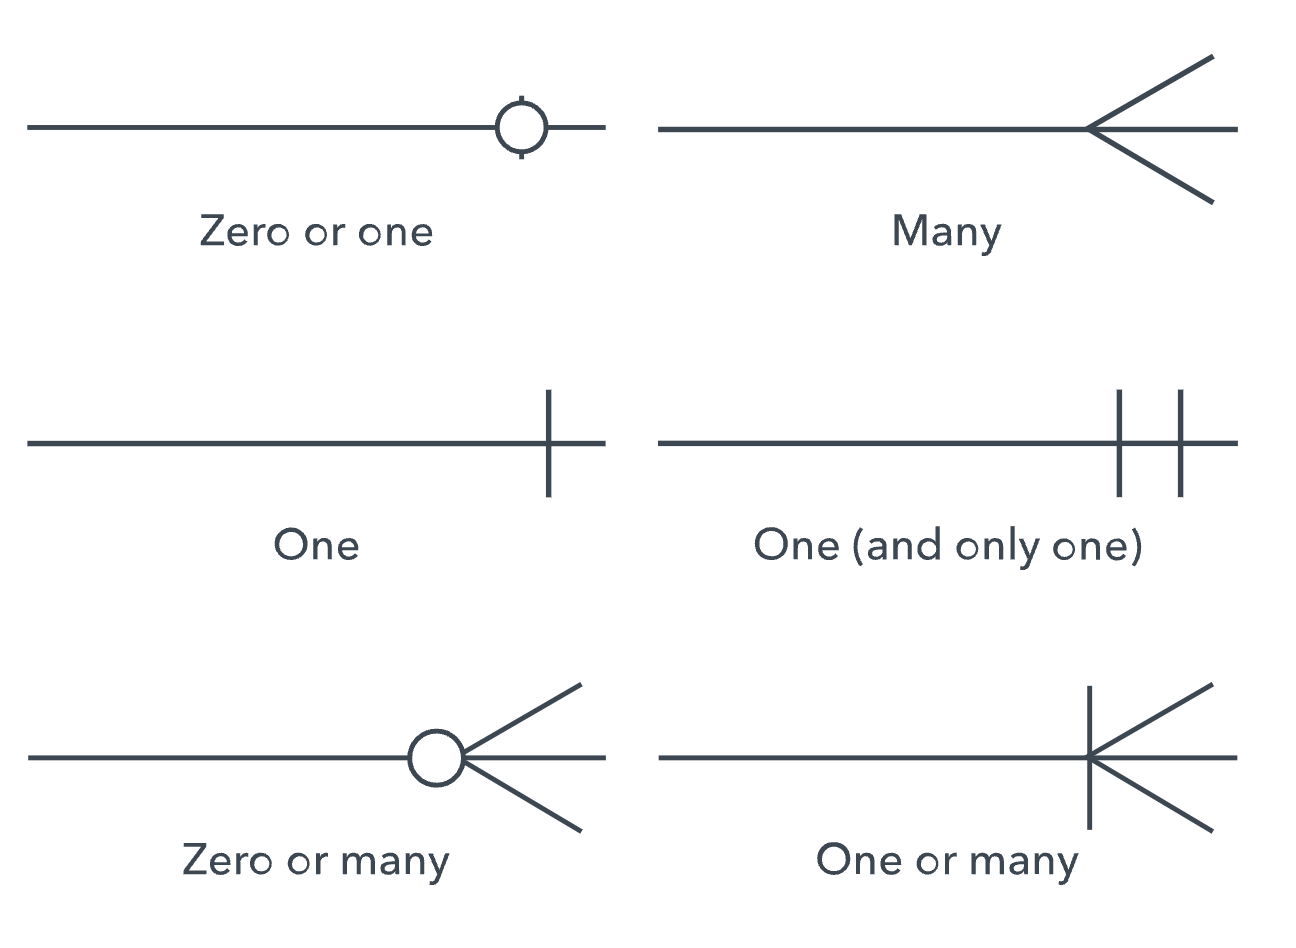 Zero or one
Many
One
One (and only one)
Zero or many
One or many